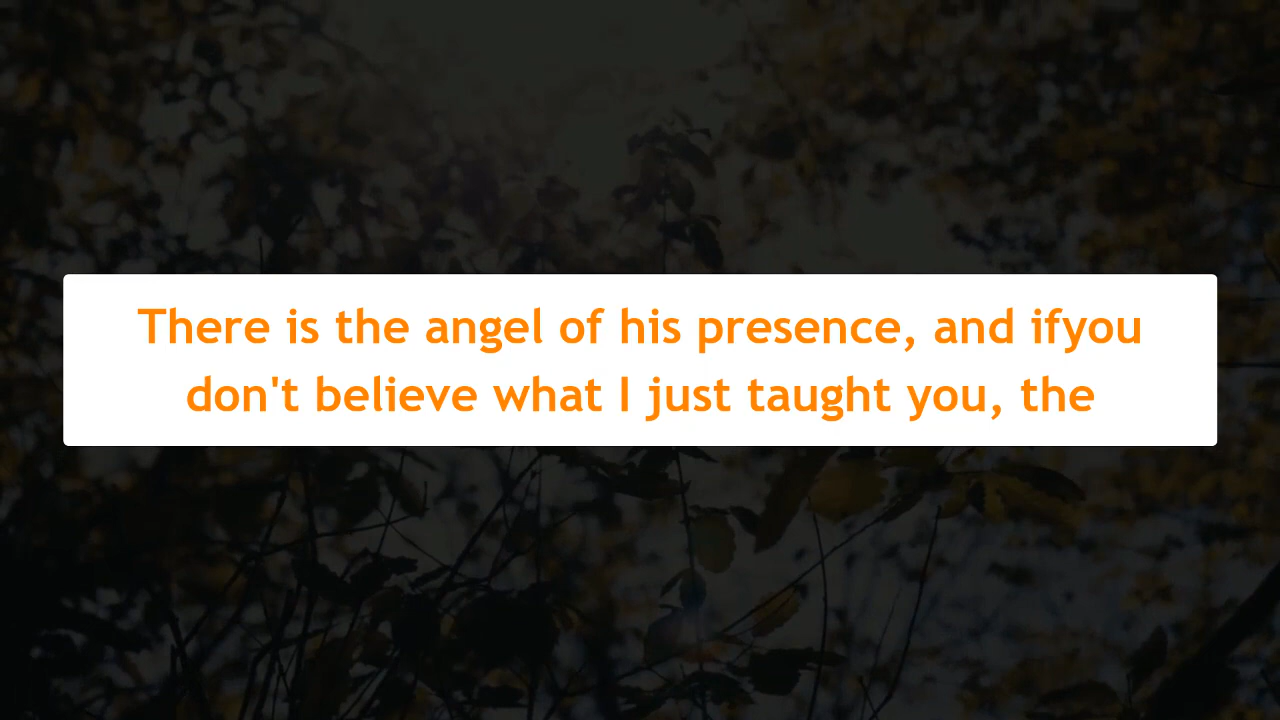 There is the angel of his presence, and ifyou
don't believe what I just taught you, the